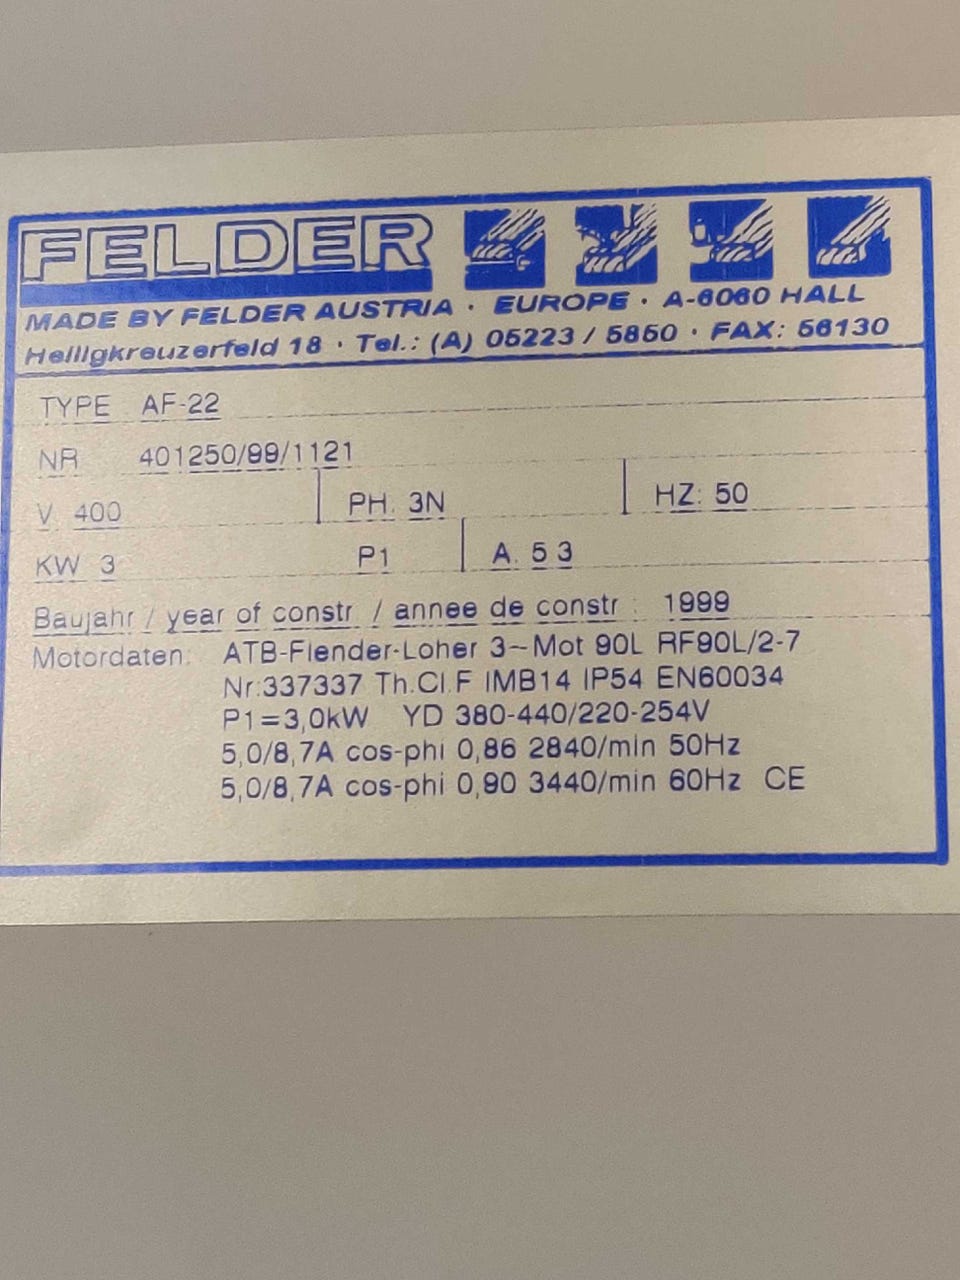 FELDER
MADE BY FELDER AUSTRIA · EUROPE · A-6060 HALL
Heiligkreuzerfeld 18 · Tel.: (A) 05223 / 5850 · FAX: 56130
TYPE AF-22
NR 401250/99/1121
V. 400 PH. 3N HZ: 50
KW 3 P1 A. 5 3
Baujahr / year of constr. / annee de constr.: 1999
Motordaten: ATB-Flender-Loher 3~Mot 90L RF90L/2-7
Nr:337337 Th.Cl.F IMB14 IP54 EN60034
P1=3,0kW YD 380-440/220-254V
5,0/8,7A cos-phi 0,86 2840/min 50Hz
5,0/8,7A cos-phi 0,90 3440/min 60Hz CE